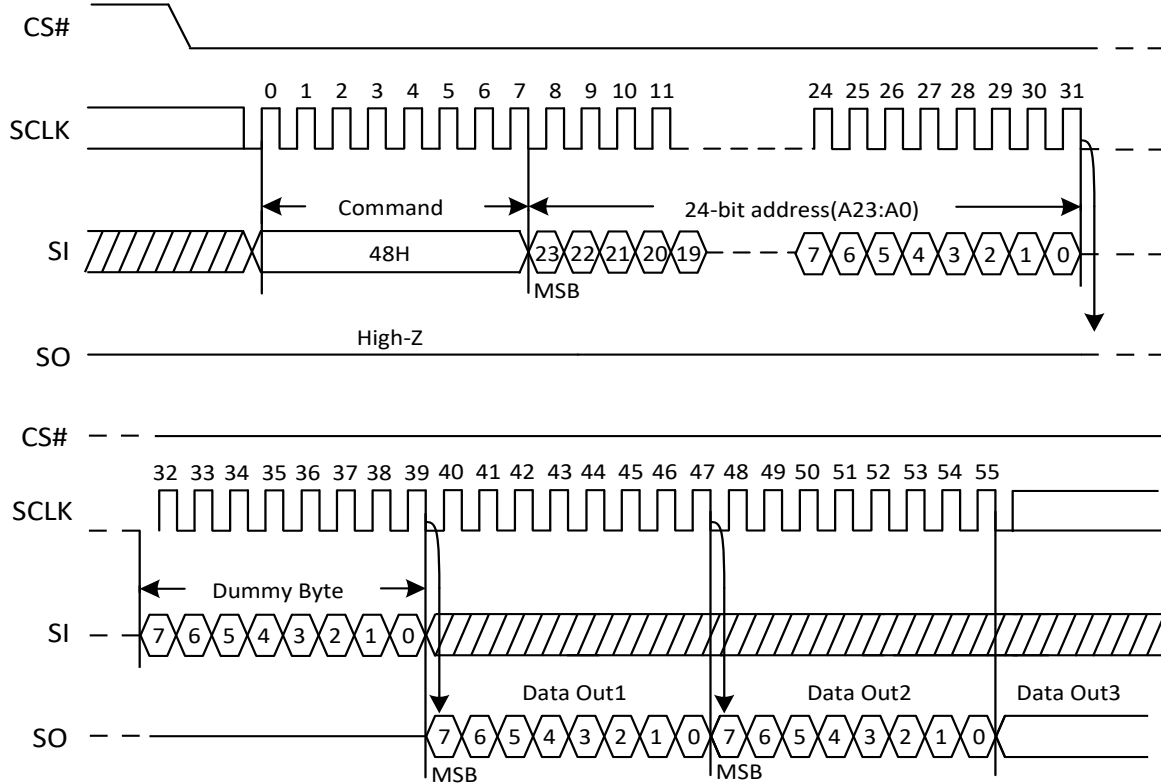 CS#
0 1 2 3 4 5 6 7 8 9 10 11 24 25 26 27 28 29 30 31
SCLK
Command 24-bit address(A23:A0)
SI 48H 23 22 21 20 19 7 6 5 4 3 2 1 0
MSB
High-Z
SO
CS#
32 33 34 35 36 37 38 39 40 41 42 43 44 45 46 47 48 49 50 51 52 53 54 55
SCLK
Dummy Byte
SI 7 6 5 4 3 2 1 0
Data Out1 Data Out2 Data Out3
SO 7 6 5 4 3 2 1 0 7 6 5 4 3 2 1 0
MSB MSB